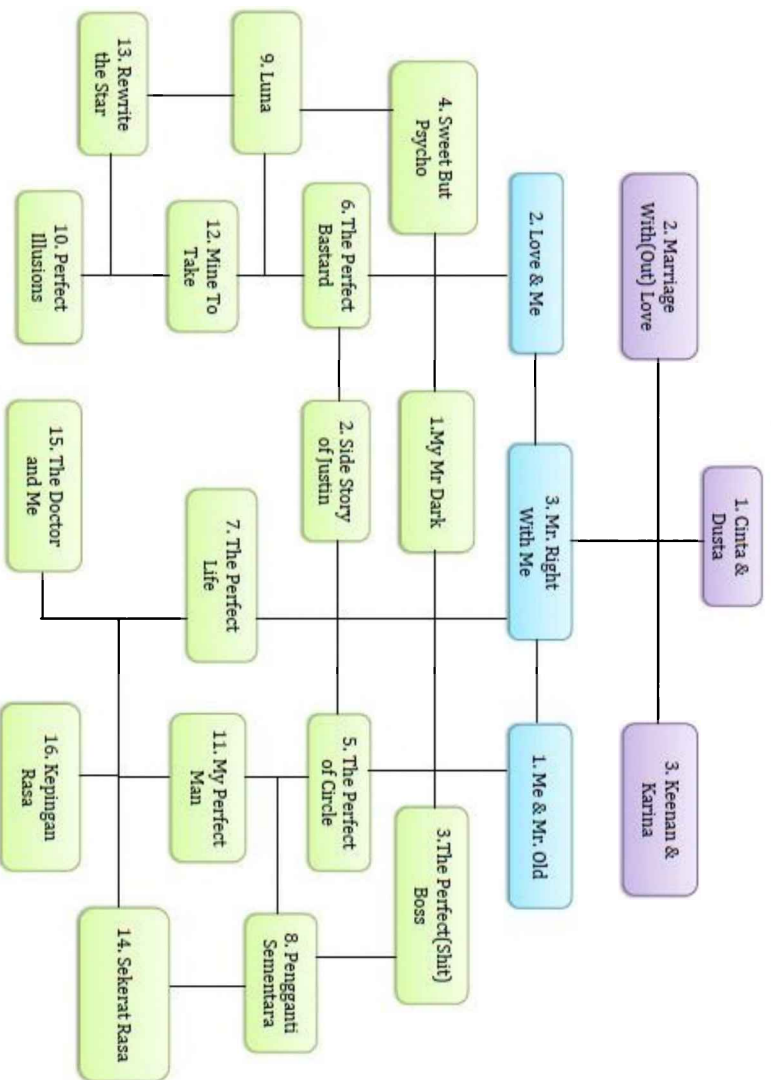 1. Cinta &
Dusta
2. Marriage
With(Out) Love
3. Keenan &
Karina
2. Love & Me
3. Mr. Right
With Me
1. Me & Mr. Old
4. Sweet But
Psycho
1.My Mr Dark
3.The Perfect(Shit)
Boss
6. The Perfect
Bastard
2. Side Story
of Justin
5. The Perfect
of Circle
9. Luna
8. Pengganti
Sementara
12. Mine To
Take
7. The Perfect
Life
11. My Perfect
Man
13. Rewrite
the Star
14. Sekerat Rasa
10. Perfect
Illusions
15. The Doctor
and Me
16. Kepingan
Rasa